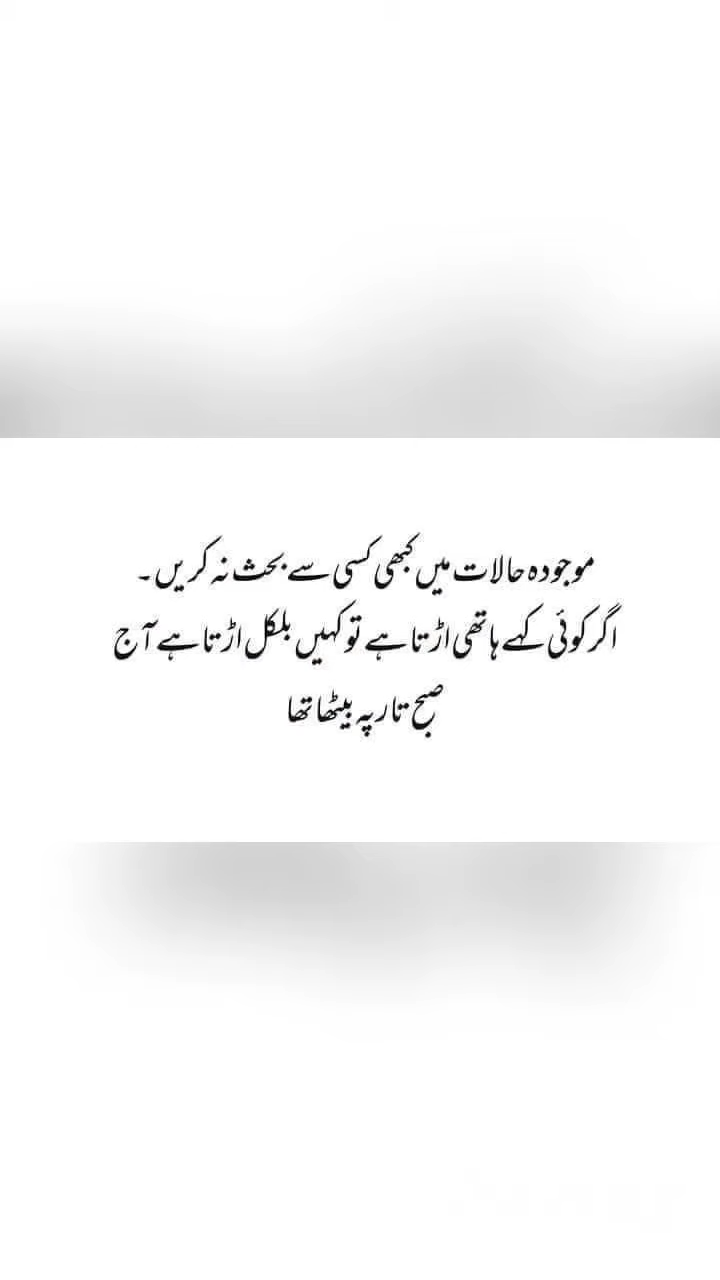 موجودہ حالات میں کبھی کسی سے بحث نہ کریں۔
اگر کوئی کہے ہاتھی اڑتا ہے تو کہیں بلکل اڑتا ہے آج
صبح تار پہ بیٹھا تھا